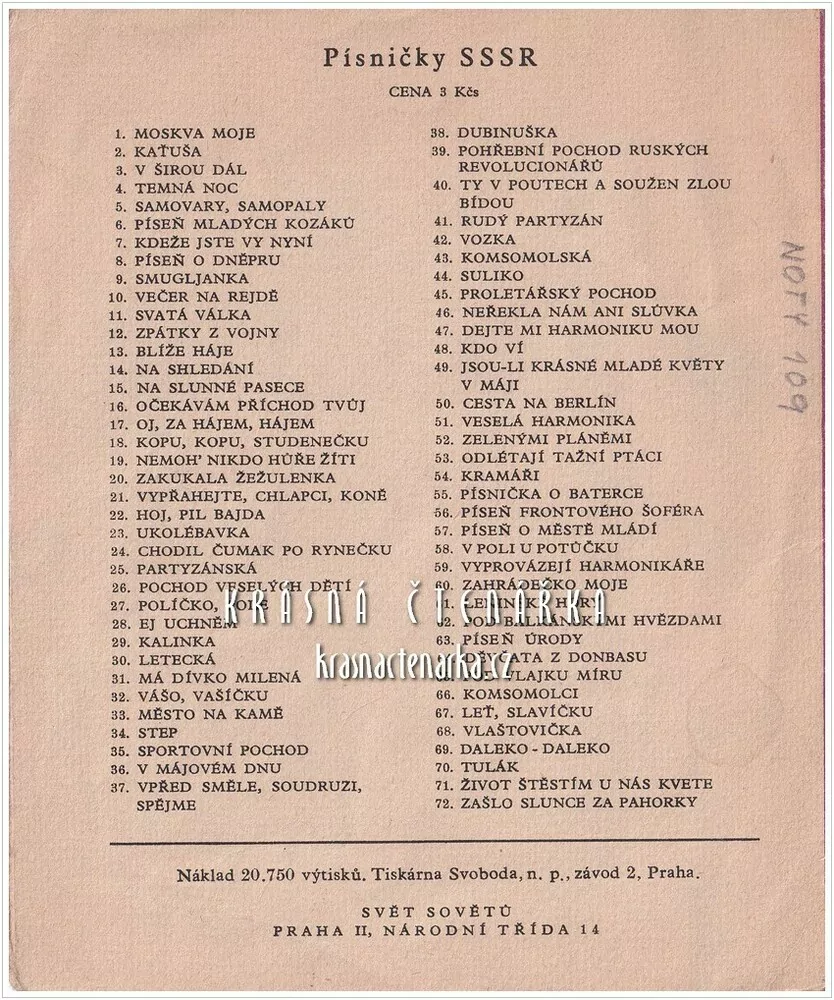 Písničky SSSR
CENA 3 Kčs
1. MOSKVA MOJE
2. KAŤUŠA
3. V ŠIROU DÁL
4. TEMNÁ NOC
5. SAMOVARY, SAMOPALY
6. PÍSEŇ MLADÝCH KOZÁKŮ
7. KDEŽE JSTE VY NYNÍ
8. PÍSEŇ O DNĚPRU
9. SMUGLJANKA
10. VEČER NA REJDĚ
11. SVATÁ VÁLKA
12. ZPÁTKY Z VOJNY
13. BLÍŽE HÁJE
14. NA SHLEDÁNÍ
15. NA SLUNNÉ PASECE
16. OČEKÁVÁM PŘÍCHOD TVŮJ
17. OJ, ZA HÁJEM, HÁJEM
18. KOPU, KOPU, STUDENEČKU
19. NEMOH' NIKDO HŮŘE ŽÍTI
20. ZAKUKALA ŽEŽULENKA
21. VYPŘAHEJTE, CHLAPCI, KONĚ
22. HOJ, PIL BAJDA
23. UKOLÉBAVKA
24. CHODIL ČUMAK PO RYNEČKU
25. PARTYZÁNSKÁ
26. POCHOD VESELÝCH DĚTÍ
27. POLÍČKO, POLE
28. EJ UCHNĚM
29. KALINKA
30. LETECKÁ
31. MÁ DÍVKO MILENÁ
32. VÁŠO, VAŠÍČKU
33. MĚSTO NA KAMĚ
34. STEP
35. SPORTOVNÍ POCHOD
36. V MÁJOVÉM DNU
37. VPŘED SMĚLE, SOUDRUZI,
SPĚJME
38. DUBINUŠKA
39. POHŘEBNÍ POCHOD RUSKÝCH
REVOLUCIONÁŘŮ
40. TY V POUTECH A SOUŽEN ZLOU
BÍDOU
41. RUDÝ PARTYZÁN
42. VOZKA
43. KOMSOMOLSKÁ
44. SULIKO
45. PROLETÁŘSKÝ POCHOD
46. NEŘEKLA NÁM ANI SLŮVKA
47. DEJTE MI HARMONIKU MOU
48. KDO VÍ
49. JSOU-LI KRÁSNÉ MLADÉ KVĚTY
V MÁJI
50. CESTA NA BERLÍN
51. VESELÁ HARMONIKA
52. ZELENÝMI PLÁNĚMI
53. ODLÉTAJÍ TAŽNÍ PTÁCI
54. KRAMÁŘI
55. PÍSNIČKA O BATERCE
56. PÍSEŇ FRONTOVÉHO ŠOFÉRA
57. PÍSEŇ O MĚSTĚ MLÁDÍ
58. V POLI U POTŮČKU
59. VYPROVÁZEJÍ HARMONIKÁŘE
60. ZAHRÁDEČKO MOJE
61. LENINSKÉ HORY
62. POD BALKÁNSKÝMI HVĚZDAMI
63. PÍSEŇ ÚRODY
64. DĚVČATA Z DONBASU
65. POD VLAJKU MÍRU
66. KOMSOMOLCI
67. LEŤ, SLAVÍČKU
68. VLAŠTOVIČKA
69. DALEKO - DALEKO
70. TULÁK
71. ŽIVOT ŠTĚSTÍM U NÁS KVETE
72. ZAŠLO SLUNCE ZA PAHORKY
NOTY 109
KRÁSNÁ ČTENÁŘKA
krasnactenarka.cz
Náklad 20.750 výtisků. Tiskárna Svoboda, n. p., závod 2, Praha.
SVĚT SOVĚTŮ
PRAHA II, NÁRODNÍ TŘÍDA 14